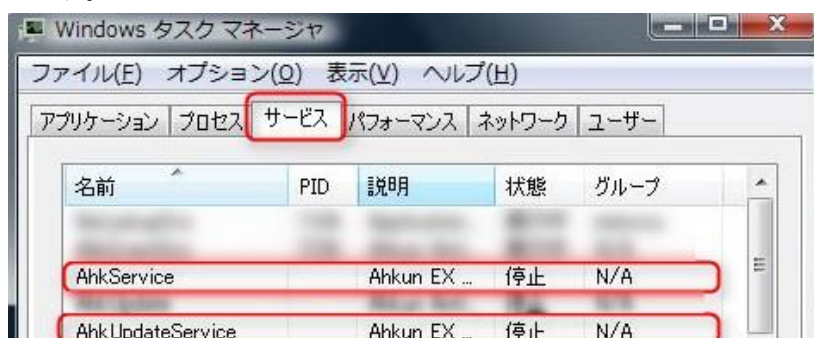 Windows タスク マネージャ
ファイル(F) オプション(O) 表示(V) ヘルプ(H)
アプリケーション プロセス サービス パフォーマンス ネットワーク ユーザー
名前 PID 説明 状態 グループ
AhkService Ahkun EX ... 停止 N/A
AhkUpdateService Ahkun EX ... 停止 N/A